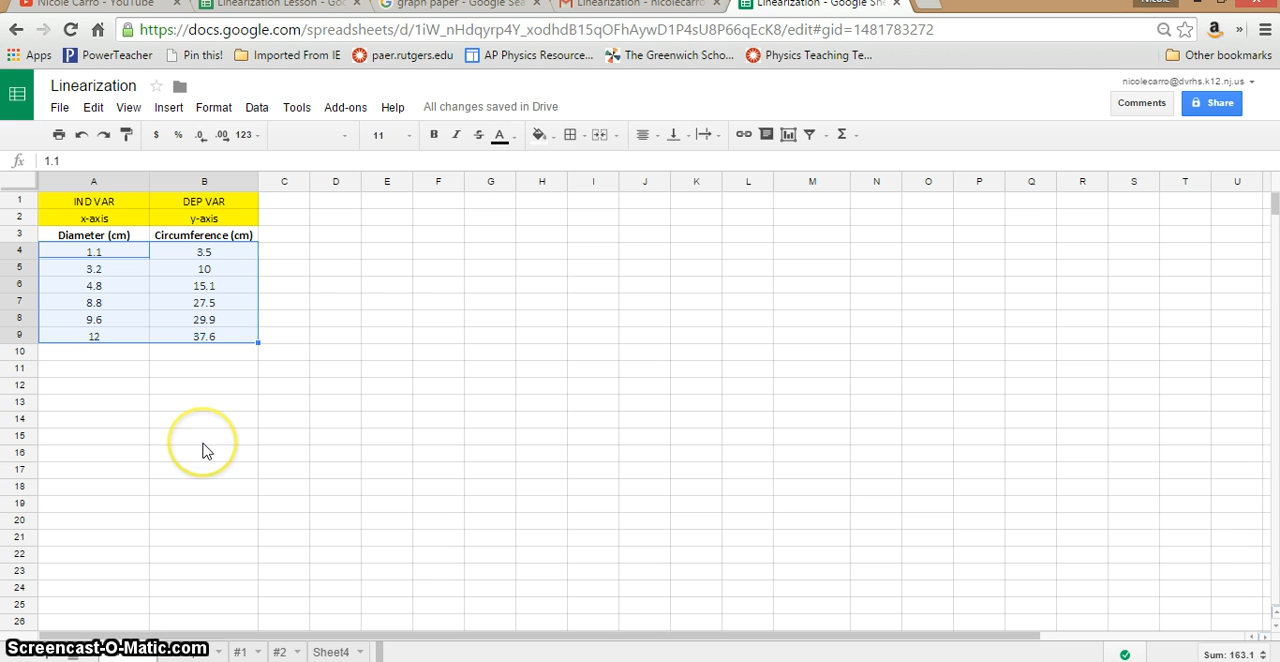 Nicole Carro - YouTube
Linearization Lesson - Goo
graph paper - Google Sea
Linearization - nicolecarro
Linearization - Google She
Nicole
https://docs.google.com/spreadsheets/d/1iW_nHdqYrp4Y_xodhdB15qOFhAywD1P4sU8P66qEcK8/edit#gid=1481783272
Apps PowerTeacher Pin this! Imported From IE paer.rutgers.edu AP Physics Resourc... The Greenwich Scho... Physics Teaching Te... Other bookmarks
Linearization
nicolecarro@dvrhs.k12.nj.us
File Edit View Insert Format Data Tools Add-ons Help All changes saved in Drive
Comments Share
$ % .0 .00 123 11 B I S A Σ
fx 1.1
A B C D E F G H I J K L M N O P Q R S T U
1 IND VAR DEP VAR
2 x-axis y-axis
3 Diameter (cm) Circumference (cm)
4 1.1 3.5
5 3.2 10
6 4.8 15.1
7 8.8 27.5
8 9.6 29.9
9 12 37.6
10
11
12
13
14
15
16
17
18
19
20
21
22
23
24
25
26
Screencast-O-Matic.com
#1 #2 Sheet4 Sum: 163.1